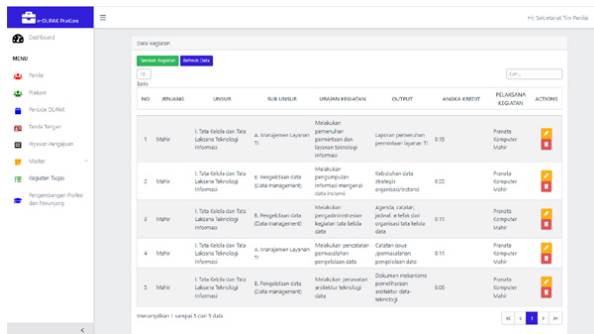 e-DUPAK Prakom
Hi: Sekretariat Tim Penilai
Dashboard
MENU
Penilai
Prakom
Periode DUPAK
Tanda Tangan
Riwayat Pengajuan
Master
Kegiatan Tugas
Pengembangan Profesi
dan Penunjang
Data Kegiatan
Tambah Kegiatan Refresh Data
10
Baris
Cari...
NO JENJANG UNSUR SUB UNSUR URAIAN KEGIATAN OUTPUT ANGKA KREDIT PELAKSANA KEGIATAN ACTIONS
1 Mahir I. Tata Kelola dan Tata Laksana Teknologi Informasi A. Manajemen Layanan TI Melakukan pemenuhan permintaan dan layanan teknologi informasi Laporan pemenuhan permintaan layanan TI Pranata Komputer Mahir
2 Mahir I. Tata Kelola dan Tata Laksana Teknologi Informasi B. Pengelolaan Data (Data management) Melakukan pengumpulan informasi mengenai data instansi Kebutuhan data strategis organisasi/instansi Pranata Komputer Mahir
3 Mahir I. Tata Kelola dan Tata Laksana Teknologi Informasi B. Pengelolaan Data (Data management) Melakukan pengadministrasian kegiatan tata kelola data Agenda, catatan, jadwal, artefak dari organisasi tata kelola data 0.11 Pranata Komputer Mahir
4 Mahir I. Tata Kelola dan Tata Laksana Teknologi Informasi A. Manajemen Layanan TI Melakukan pencatatan permasalahan pengelolaan data Catatan issue /permasalahan pengelolaan data 0.11 Pranata Komputer Mahir
5 Mahir I. Tata Kelola dan Tata Laksana Teknologi Informasi B. Pengelolaan Data (Data management) Melakukan perawatan arsitektur teknologi data Dokumen mekanisme pemeliharaan arsitektur data-teknologi Pranata Komputer Mahir
Menampilkan 1 sampai 5 dari 5 data
1